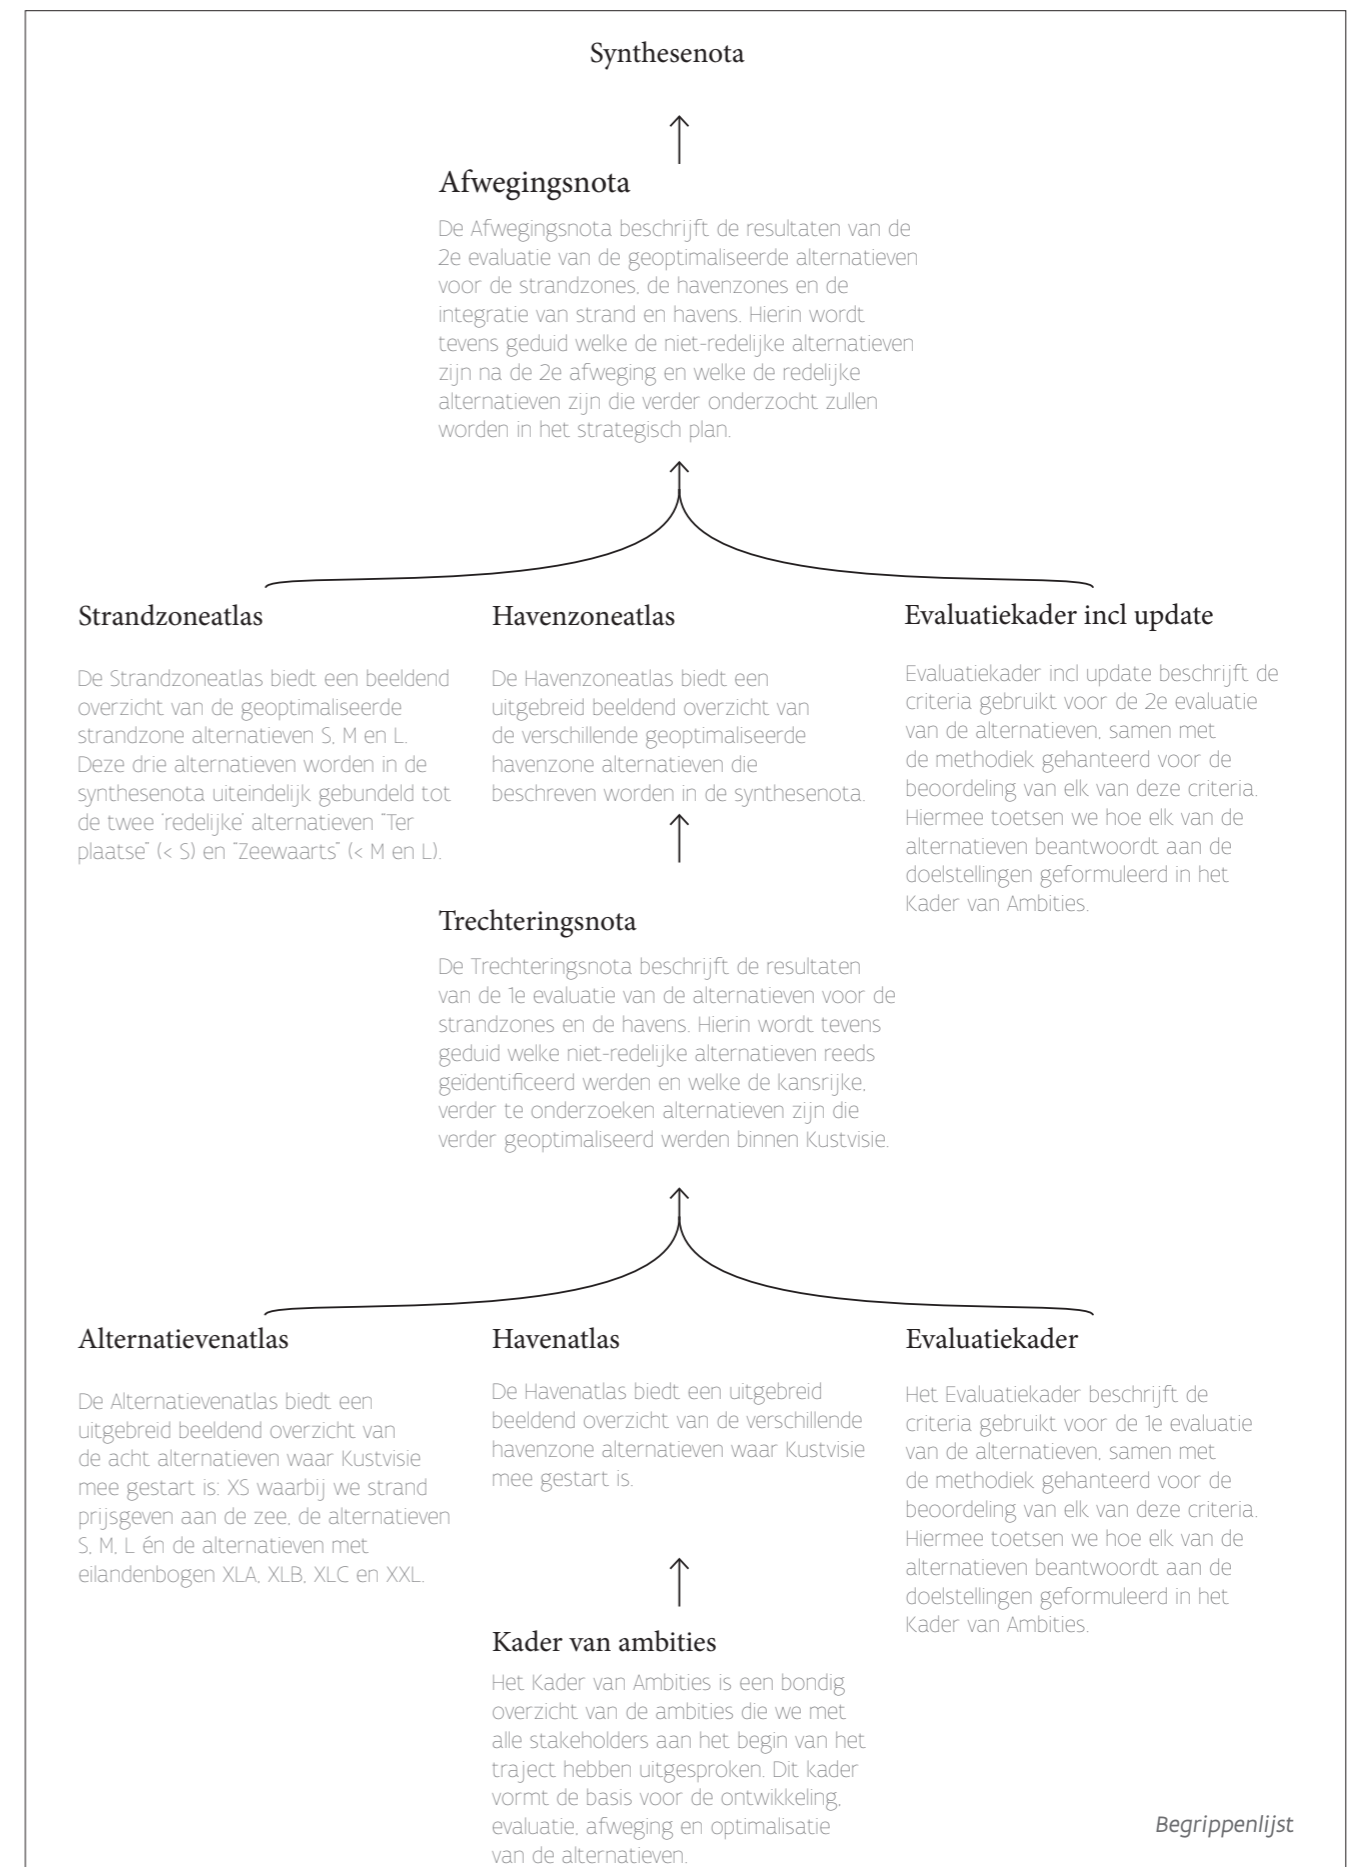 Synthesenota
Afwegingsnota
De Afwegingsnota beschrijft de resultaten van de
2e evaluatie van de geoptimaliseerde alternatieven
voor de strandzones, de havenzones en de
integratie van strand en havens. Hierin wordt
tevens geduid welke de niet-redelijke alternatieven
zijn na de 2e afweging en welke de redelijke
alternatieven zijn die verder onderzocht zullen
worden in het strategisch plan.
Strandzoneatlas
De Strandzoneatlas biedt een beeldend
overzicht van de geoptimaliseerde
strandzone alternatieven S, M en L.
Deze drie alternatieven worden in de
synthesenota uiteindelijk gebundeld tot
de twee 'redelijke' alternatieven "Ter
plaatse" (< S) en "Zeewaarts" (< M en L).
Havenzoneatlas
De Havenzoneatlas biedt een
uitgebreid beeldend overzicht van
de verschillende geoptimaliseerde
havenzone alternatieven die
beschreven worden in de synthesenota.
Evaluatiekader incl update
Evaluatiekader incl update beschrijft de
criteria gebruikt voor de 2e evaluatie
van de alternatieven, samen met
de methodiek gehanteerd voor de
beoordeling van elk van deze criteria.
Hiermee toetsen we hoe elk van de
alternatieven beantwoordt aan de
doelstellingen geformuleerd in het
Kader van Ambities.
Trechteringsnota
De Trechteringsnota beschrijft de resultaten
van de 1e evaluatie van de alternatieven voor de
strandzones en de havens. Hierin wordt tevens
geduid welke niet-redelijke alternatieven reeds
geïdentificeerd werden en welke de kansrijke,
verder te onderzoeken alternatieven zijn die
verder geoptimaliseerd werden binnen Kustvisie.
Alternatievenatlas
De Alternatievenatlas biedt een
uitgebreid beeldend overzicht van
de acht alternatieven waar Kustvisie
mee gestart is: XS waarbij we strand
prijsgeven aan de zee, de alternatieven
S, M, L én de alternatieven met
eilandenbogen XLA, XLB, XLC en XXL.
Havenatlas
De Havenatlas biedt een uitgebreid
beeldend overzicht van de verschillende
havenzone alternatieven waar Kustvisie
mee gestart is.
Evaluatiekader
Het Evaluatiekader beschrijft de
criteria gebruikt voor de 1e evaluatie
van de alternatieven, samen met
de methodiek gehanteerd voor de
beoordeling van elk van deze criteria.
Hiermee toetsen we hoe elk van de
alternatieven beantwoordt aan de
doelstellingen geformuleerd in het
Kader van Ambities.
Kader van ambities
Het Kader van Ambities is een bondig
overzicht van de ambities die we met
alle stakeholders aan het begin van het
traject hebben uitgesproken. Dit kader
vormt de basis voor de ontwikkeling,
evaluatie, afweging en optimalisatie
van de alternatieven.
Begrippenlijst